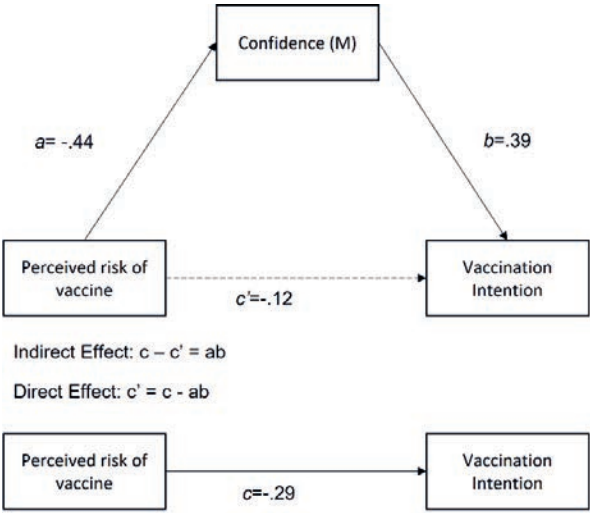 Confidence (M)
a= -.44
b=.39
Perceived risk of
vaccine
Vaccination
Intention
c'=-.12
Indirect Effect: c – c' = ab
Direct Effect: c' = c - ab
Perceived risk of
vaccine
Vaccination
Intention
c=-.29